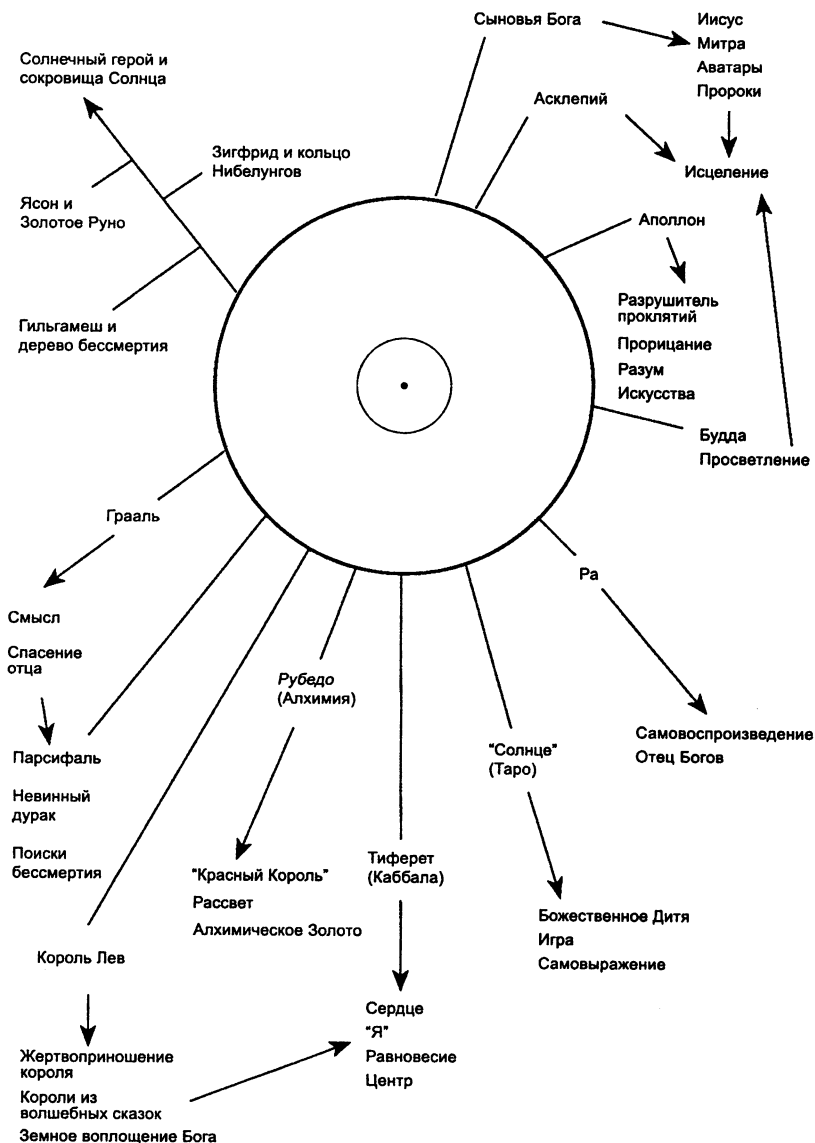 Сыновья Бога
Иисус
Митра
Аватары
Пророки
Солнечный герой и
сокровища Солнца
Асклепий
Зигфрид и кольцо
Нибелунгов
Исцеление
Ясон и
Золотое Руно
Аполлон
Разрушитель
проклятий
Прорицание
Разум
Искусства
Гильгамеш и
дерево бессмертия
Будда
Просветление
Грааль
Ра
Смысл
Спасение
отца
Рубедо
(Алхимия)
Самовоспроизведение
Отец Богов
"Солнце"
(Таро)
Парсифаль
Невинный
дурак
Поиски
бессмертия
Тиферет
(Каббала)
"Красный Король"
Рассвет
Алхимическое Золото
Божественное Дитя
Игра
Самовыражение
Король Лев
Сердце
"Я"
Равновесие
Центр
Жертвоприношение
короля
Короли из
волшебных сказок
Земное воплощение Бога